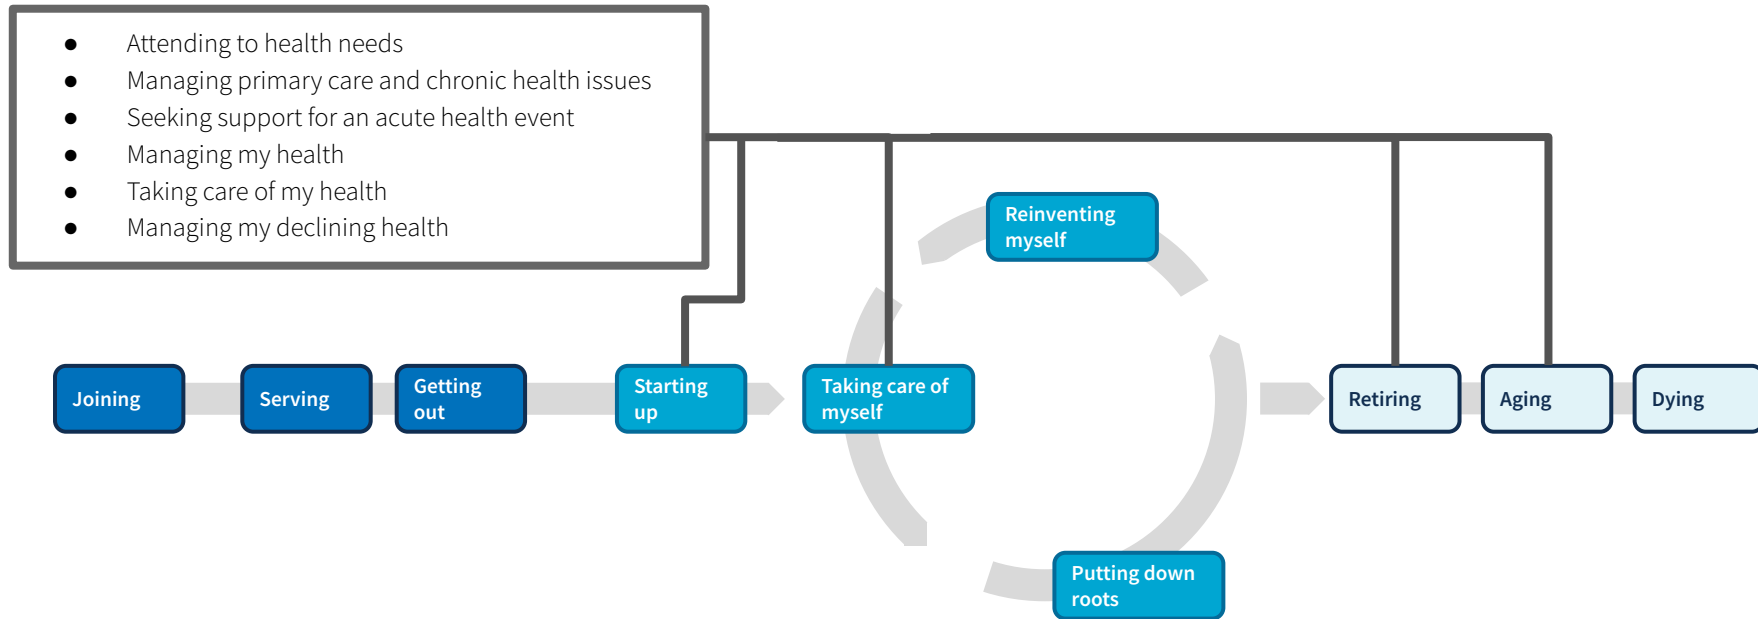 ● Attending to health needs
● Managing primary care and chronic health issues
● Seeking support for an acute health event
● Managing my health
● Taking care of my health
● Managing my declining health
Reinventing
myself
Joining
Serving
Getting
out
Starting
up
Taking care of
myself
Retiring
Aging
Dying
Putting down
roots